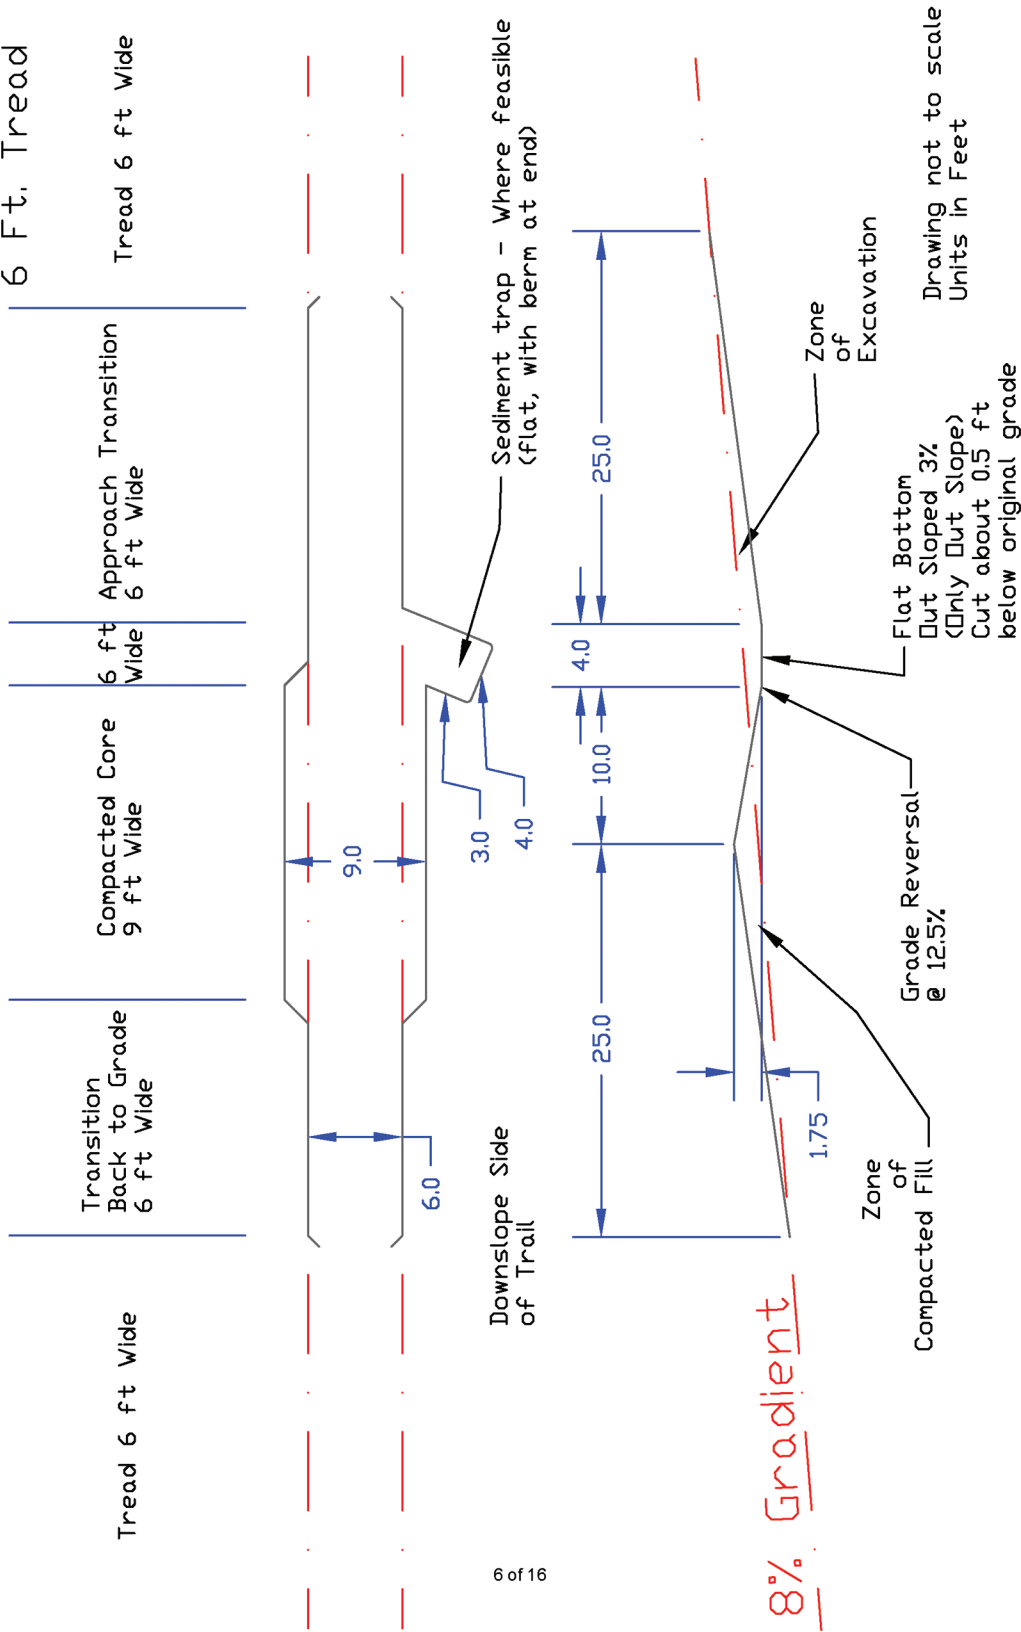 6 Ft. Tread
Tread 6 ft Wide
Transition
Back to Grade
6 ft Wide
Compacted Core
9 ft Wide
6 ft
Wide
Approach Transition
6 ft Wide
Tread 6 ft Wide
9.0
6.0
3.0
4.0
Sediment trap - Where feasible
(flat, with berm at end)
Downslope Side
of Trail
25.0
10.0
4.0
25.0
1.75
8% Gradient
Zone
of
Compacted Fill
Grade Reversal
@ 12.5%
Flat Bottom
Out Sloped 3%
(Only Out Slope)
Cut about 0.5 ft
below original grade
Zone
of
Excavation
Drawing not to scale
Units in Feet
6 of 16